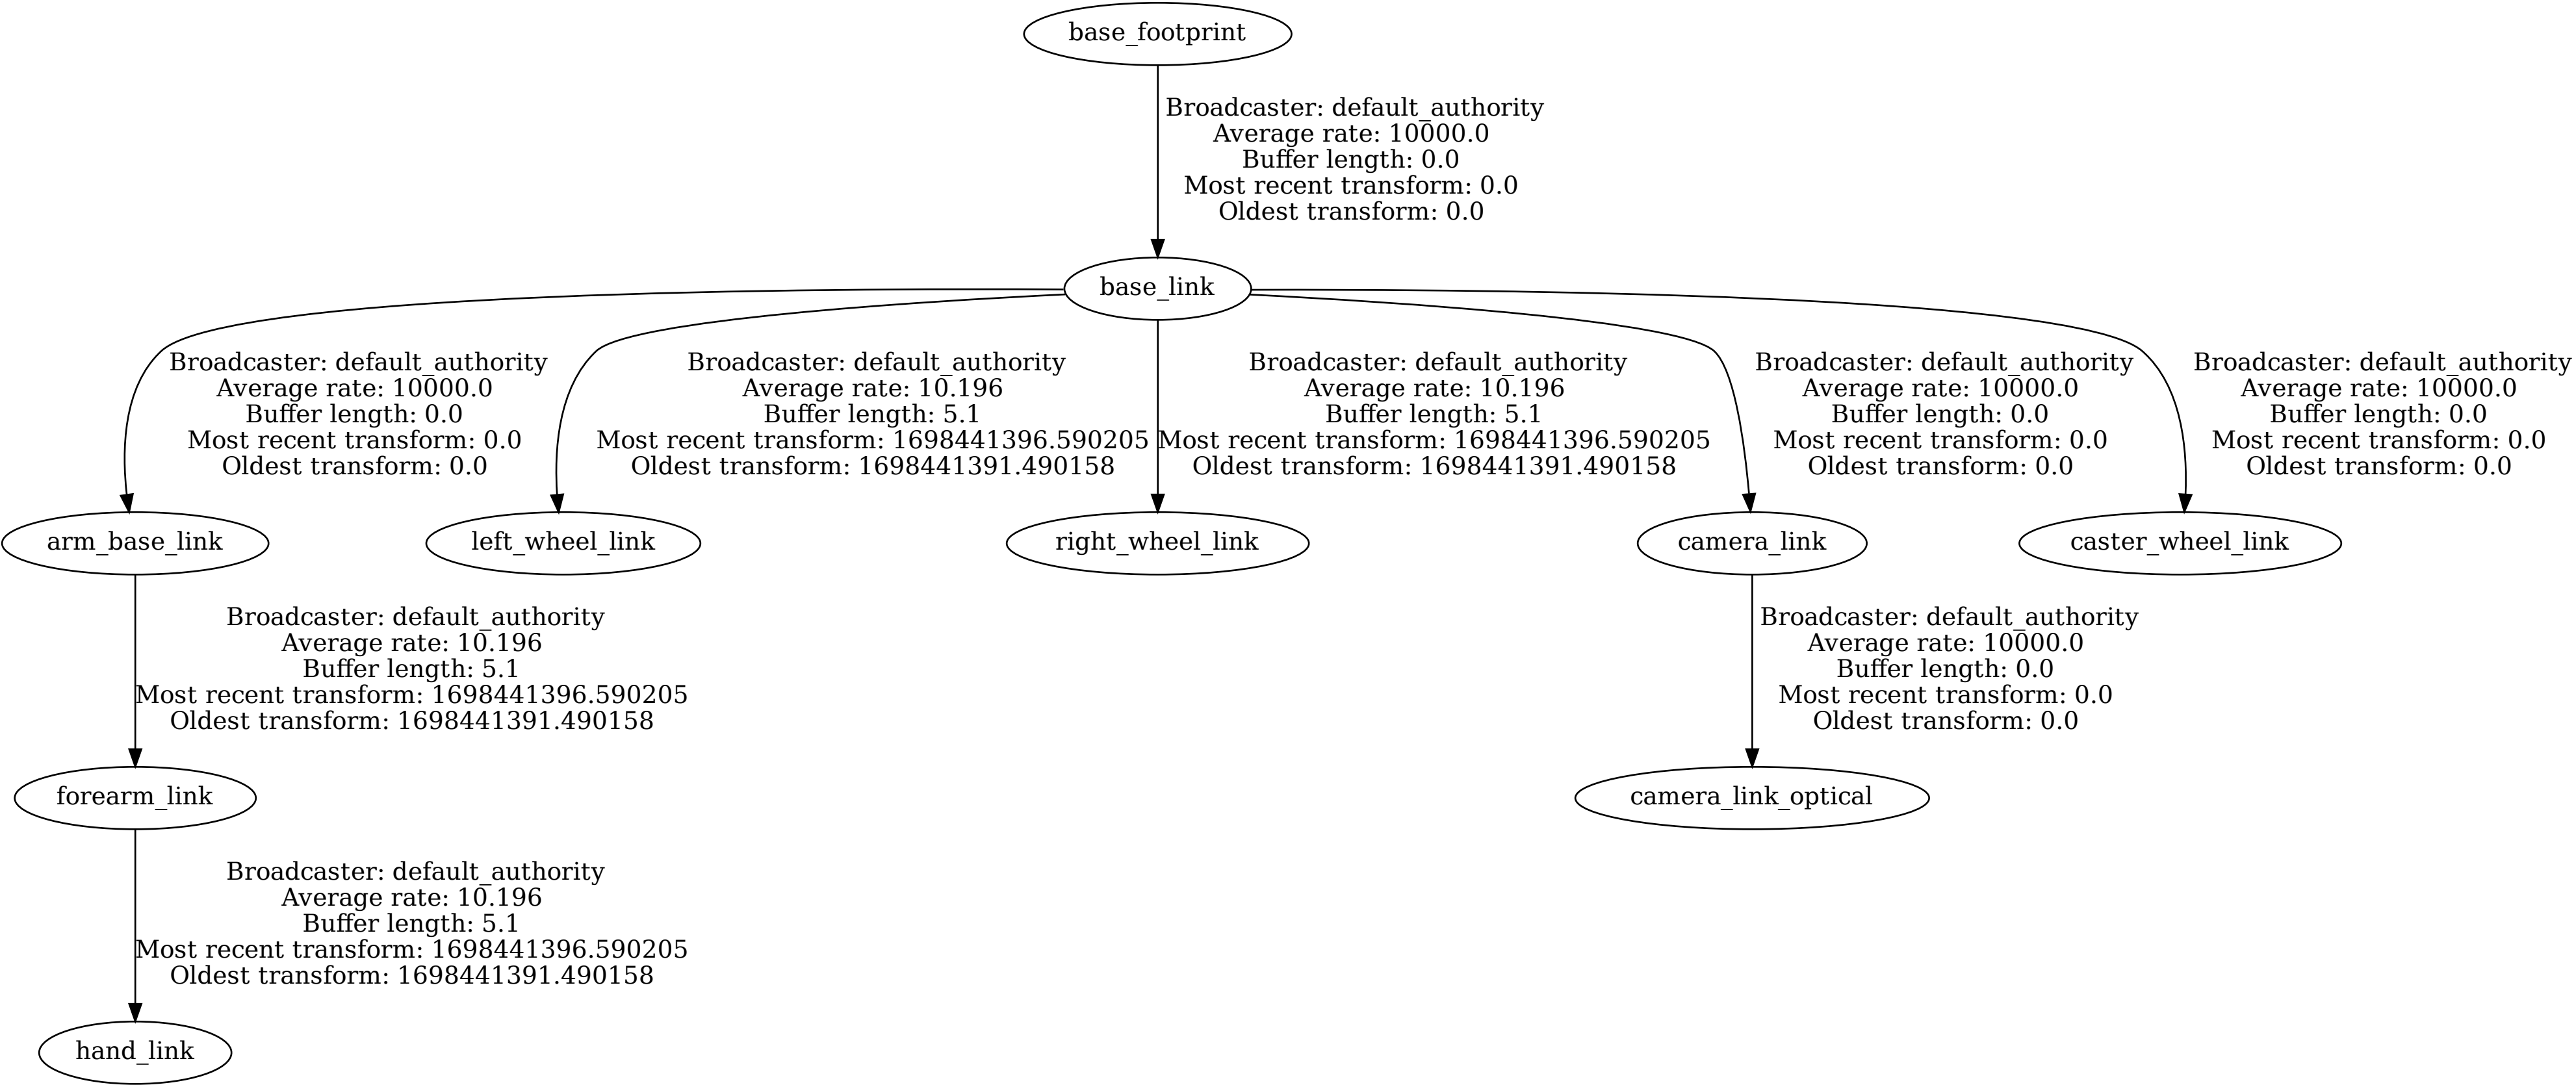 base_footprint
Broadcaster: default_authority
Average rate: 10000.0
Buffer length: 0.0
Most recent transform: 0.0
Oldest transform: 0.0
base_link
Broadcaster: default_authority
Average rate: 10000.0
Buffer length: 0.0
Most recent transform: 0.0
Oldest transform: 0.0
Broadcaster: default_authority
Average rate: 10.196
Buffer length: 5.1
Most recent transform: 1698441396.590205
Oldest transform: 1698441391.490158
Broadcaster: default_authority
Average rate: 10.196
Buffer length: 5.1
Most recent transform: 1698441396.590205
Oldest transform: 1698441391.490158
Broadcaster: default_authority
Average rate: 10000.0
Buffer length: 0.0
Most recent transform: 0.0
Oldest transform: 0.0
Broadcaster: default_authority
Average rate: 10000.0
Buffer length: 0.0
Most recent transform: 0.0
Oldest transform: 0.0
arm_base_link
left_wheel_link
right_wheel_link
camera_link
caster_wheel_link
Broadcaster: default_authority
Average rate: 10.196
Buffer length: 5.1
Most recent transform: 1698441396.590205
Oldest transform: 1698441391.490158
Broadcaster: default_authority
Average rate: 10000.0
Buffer length: 0.0
Most recent transform: 0.0
Oldest transform: 0.0
forearm_link
camera_link_optical
Broadcaster: default_authority
Average rate: 10.196
Buffer length: 5.1
Most recent transform: 1698441396.590205
Oldest transform: 1698441391.490158
hand_link